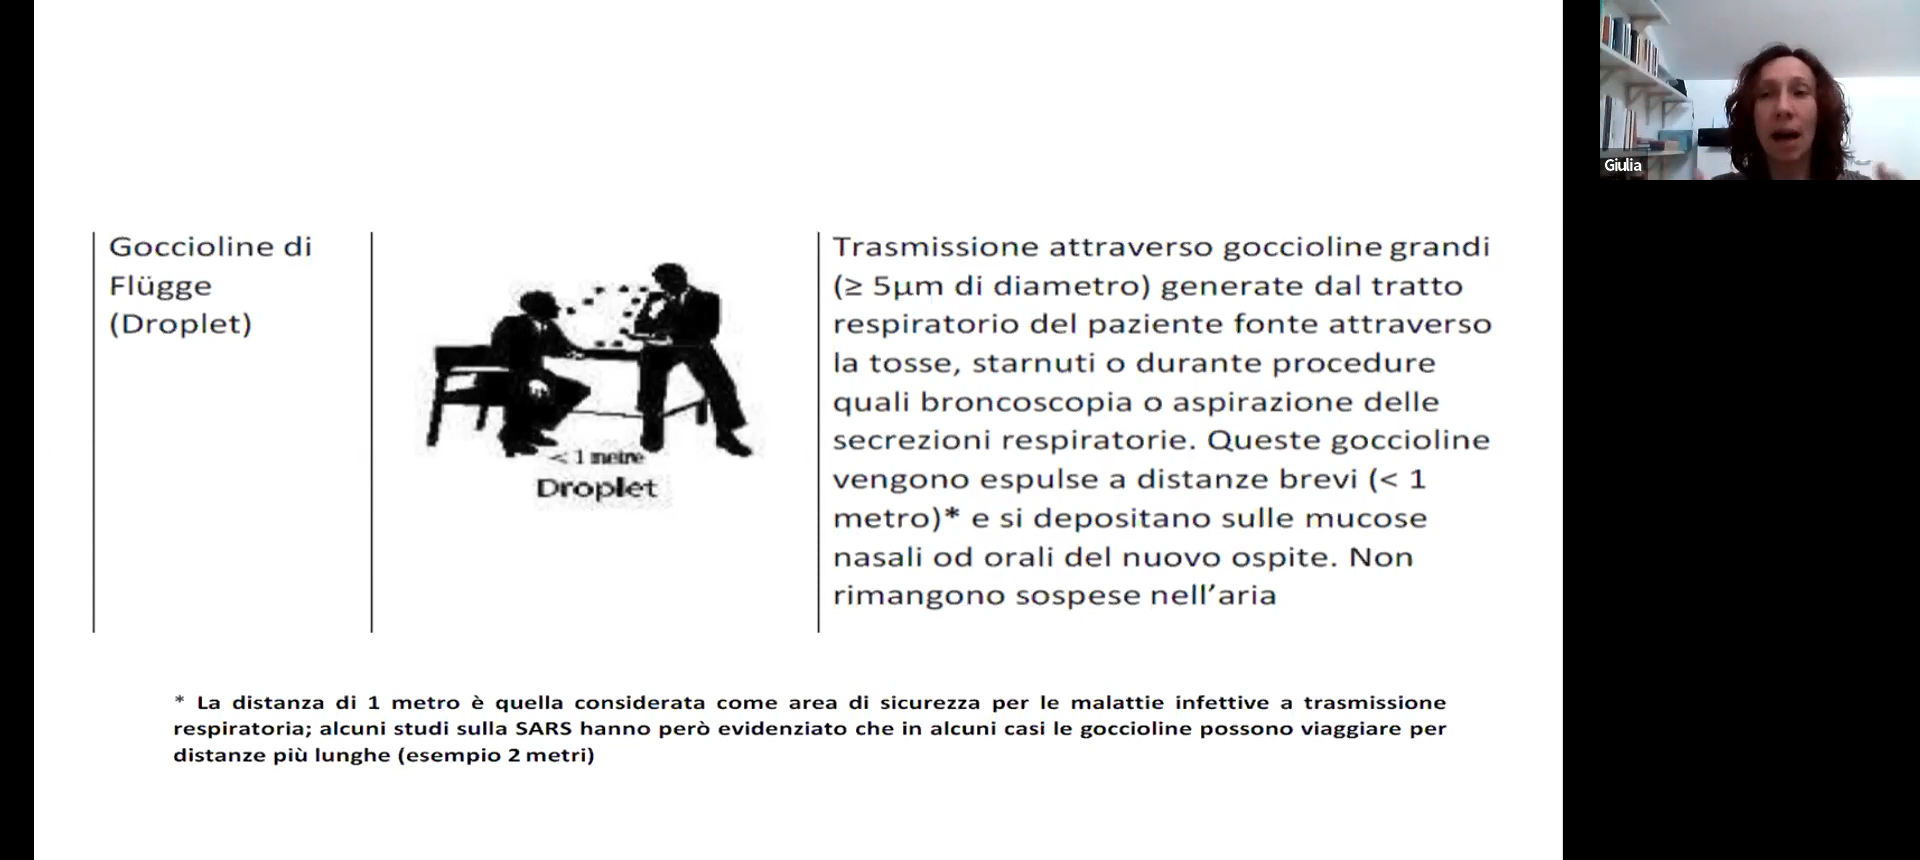 Goccioline di
Flügge
(Droplet)
< 1 metre
Droplet
Trasmissione attraverso goccioline grandi
(≥ 5µm di diametro) generate dal tratto
respiratorio del paziente fonte attraverso
la tosse, starnuti o durante procedure
quali broncoscopia o aspirazione delle
secrezioni respiratorie. Queste goccioline
vengono espulse a distanze brevi (< 1
metro)* e si depositano sulle mucose
nasali od orali del nuovo ospite. Non
rimangono sospese nell’aria
* La distanza di 1 metro è quella considerata come area di sicurezza per le malattie infettive a trasmissione
respiratoria; alcuni studi sulla SARS hanno però evidenziato che in alcuni casi le goccioline possono viaggiare per
distanze più lunghe (esempio 2 metri)
Giulia